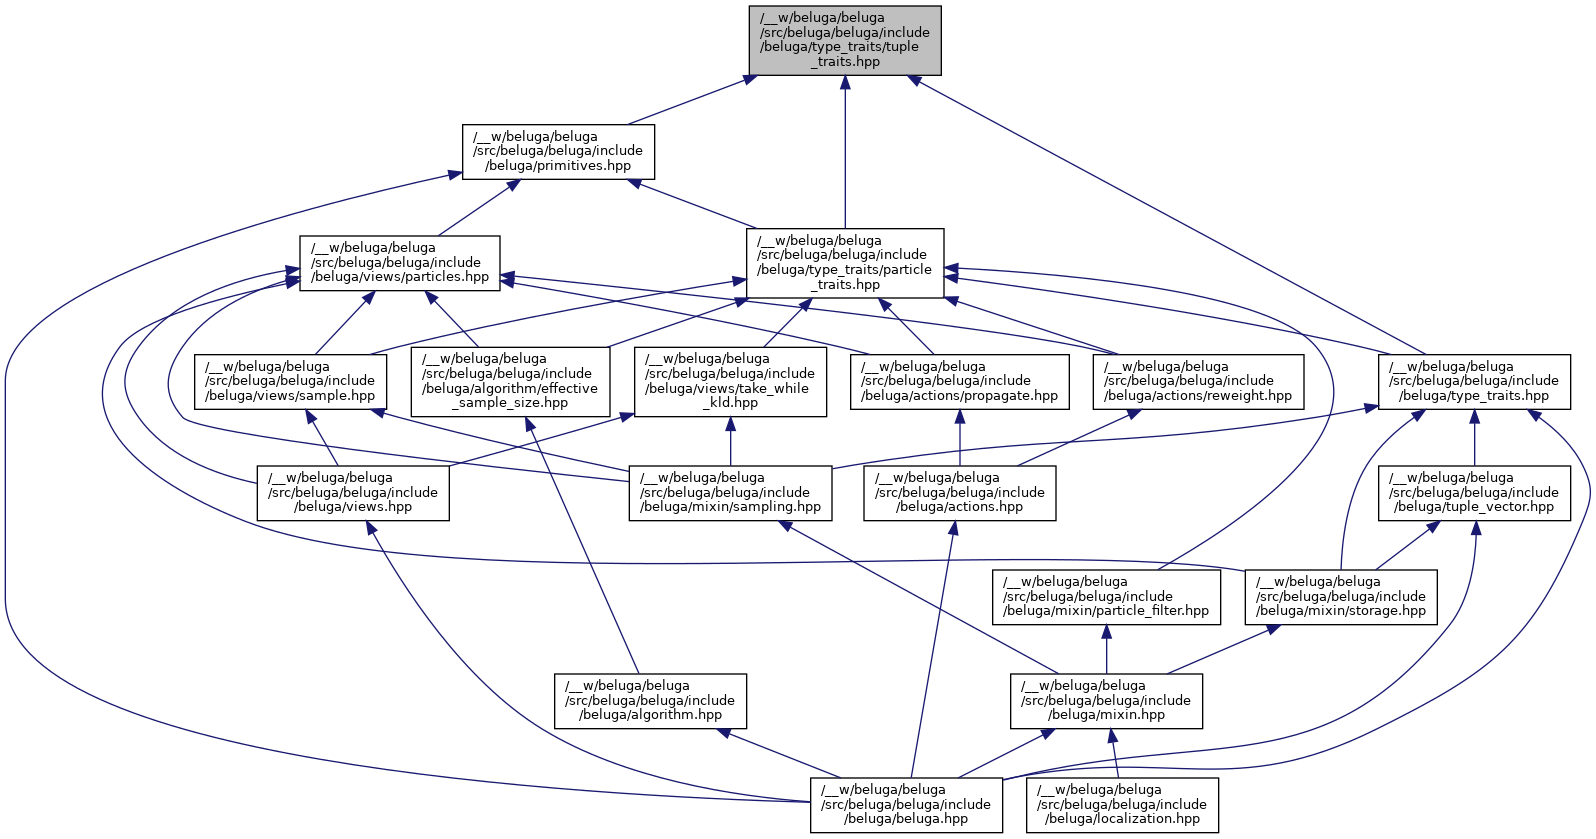 /__w/beluga/beluga
/src/beluga/beluga/include
/beluga/type_traits/tuple
_traits.hpp
/__w/beluga/beluga
/src/beluga/beluga/include
/beluga/primitives.hpp
/__w/beluga/beluga
/src/beluga/beluga/include
/beluga/views/particles.hpp
/__w/beluga/beluga
/src/beluga/beluga/include
/beluga/type_traits/particle
_traits.hpp
/__w/beluga/beluga
/src/beluga/beluga/include
/beluga/views/sample.hpp
/__w/beluga/beluga
/src/beluga/beluga/include
/beluga/algorithm/effective
_sample_size.hpp
/__w/beluga/beluga
/src/beluga/beluga/include
/beluga/views/take_while
_kld.hpp
/__w/beluga/beluga
/src/beluga/beluga/include
/beluga/actions/propagate.hpp
/__w/beluga/beluga
/src/beluga/beluga/include
/beluga/actions/reweight.hpp
/__w/beluga/beluga
/src/beluga/beluga/include
/beluga/type_traits.hpp
/__w/beluga/beluga
/src/beluga/beluga/include
/beluga/views.hpp
/__w/beluga/beluga
/src/beluga/beluga/include
/beluga/mixin/sampling.hpp
/__w/beluga/beluga
/src/beluga/beluga/include
/beluga/actions.hpp
/__w/beluga/beluga
/src/beluga/beluga/include
/beluga/tuple_vector.hpp
/__w/beluga/beluga
/src/beluga/beluga/include
/beluga/mixin/particle_filter.hpp
/__w/beluga/beluga
/src/beluga/beluga/include
/beluga/mixin/storage.hpp
/__w/beluga/beluga
/src/beluga/beluga/include
/beluga/algorithm.hpp
/__w/beluga/beluga
/src/beluga/beluga/include
/beluga/mixin.hpp
/__w/beluga/beluga
/src/beluga/beluga/include
/beluga/beluga.hpp
/__w/beluga/beluga
/src/beluga/beluga/include
/beluga/localization.hpp